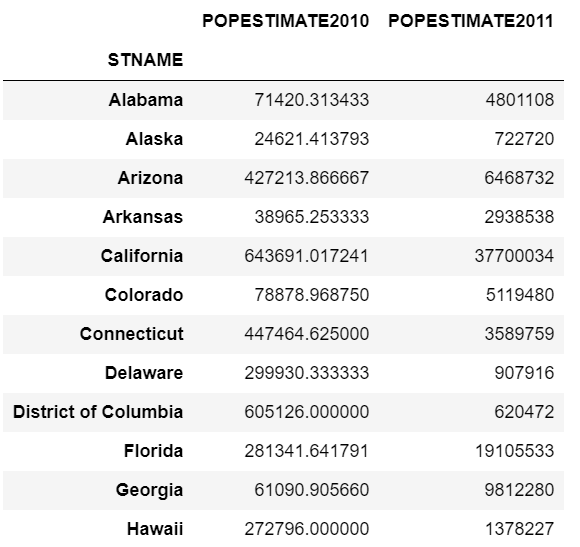 POPESTIMATE2010 POPESTIMATE2011
STNAME
Alabama 71420.313433 4801108
Alaska 24621.413793 722720
Arizona 427213.866667 6468732
Arkansas 38965.253333 2938538
California 643691.017241 37700034
Colorado 78878.968750 5119480
Connecticut 447464.625000 3589759
Delaware 299930.333333 907916
District of Columbia 605126.000000 620472
Florida 281341.641791 19105533
Georgia 61090.905660 9812280
Hawaii 272796.000000 1378227